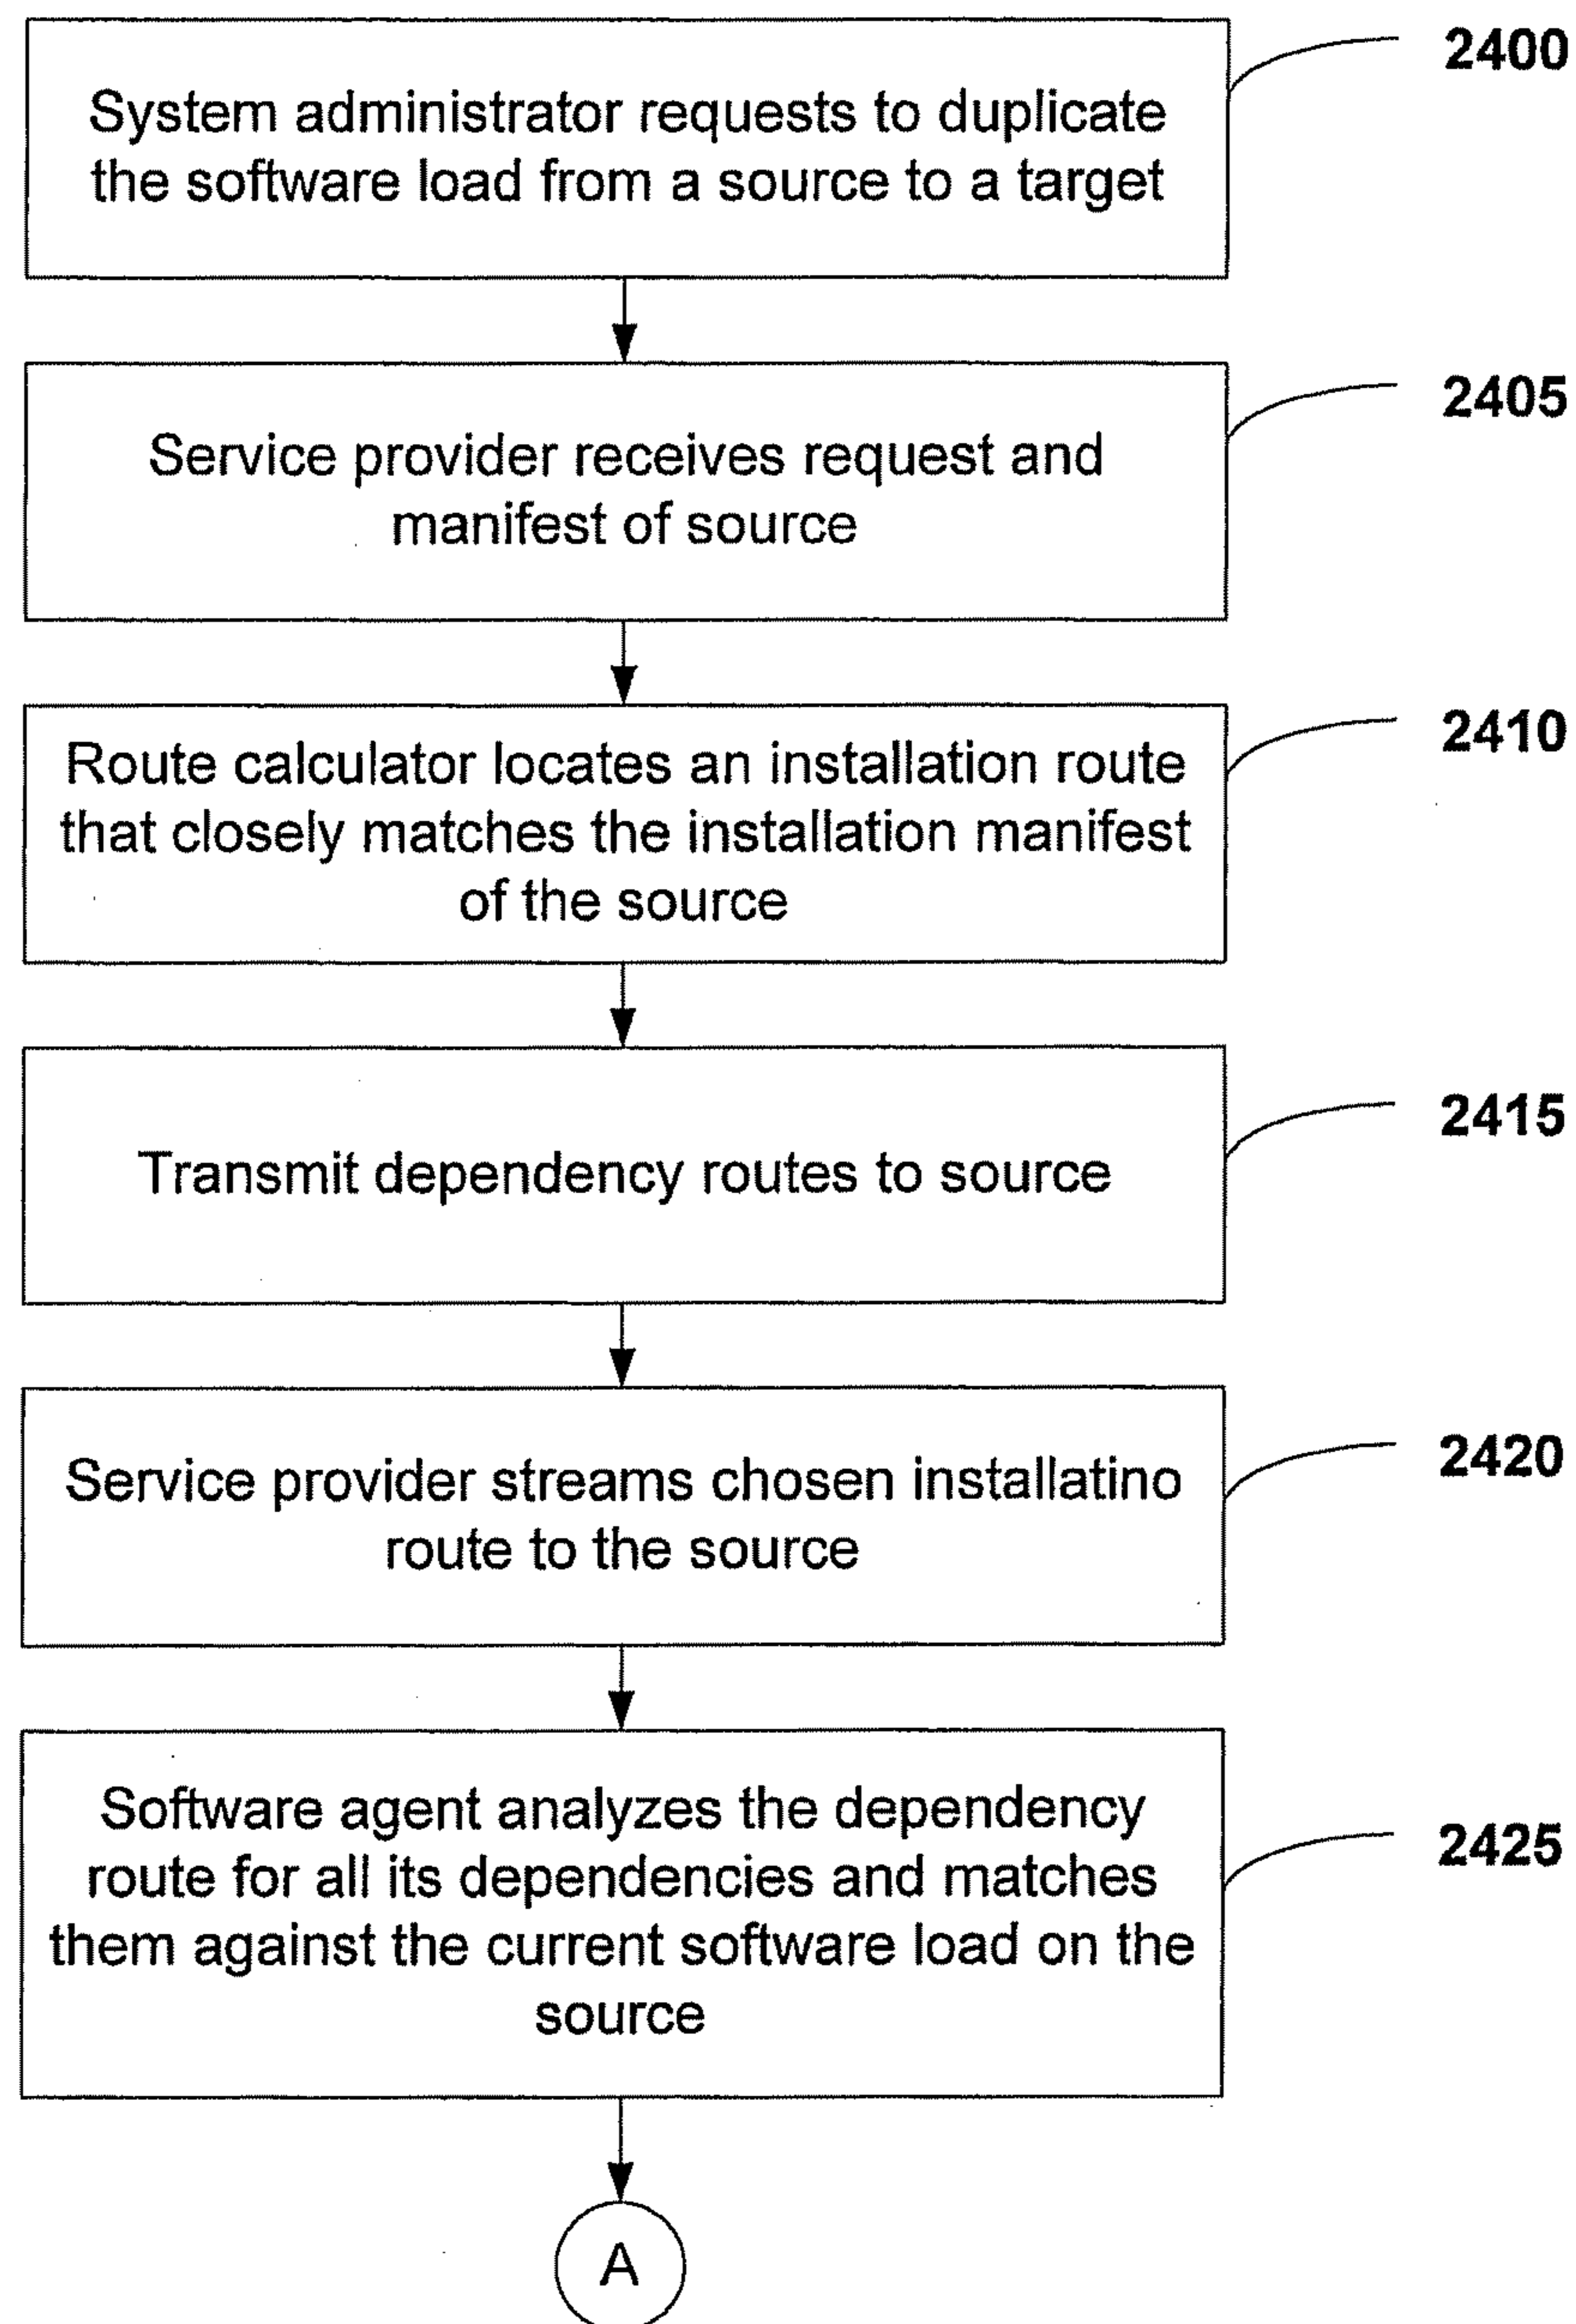 System administrator requests to duplicate
the software load from a source to a target
2400
Service provider receives request and
manifest of source
2405
Route calculator locates an installation route
that closely matches the installation manifest
of the source
2410
Transmit dependency routes to source
2415
Service provider streams chosen installatino
route to the source
2420
Software agent analyzes the dependency
route for all its dependencies and matches
them against the current software load on the
source
2425
A